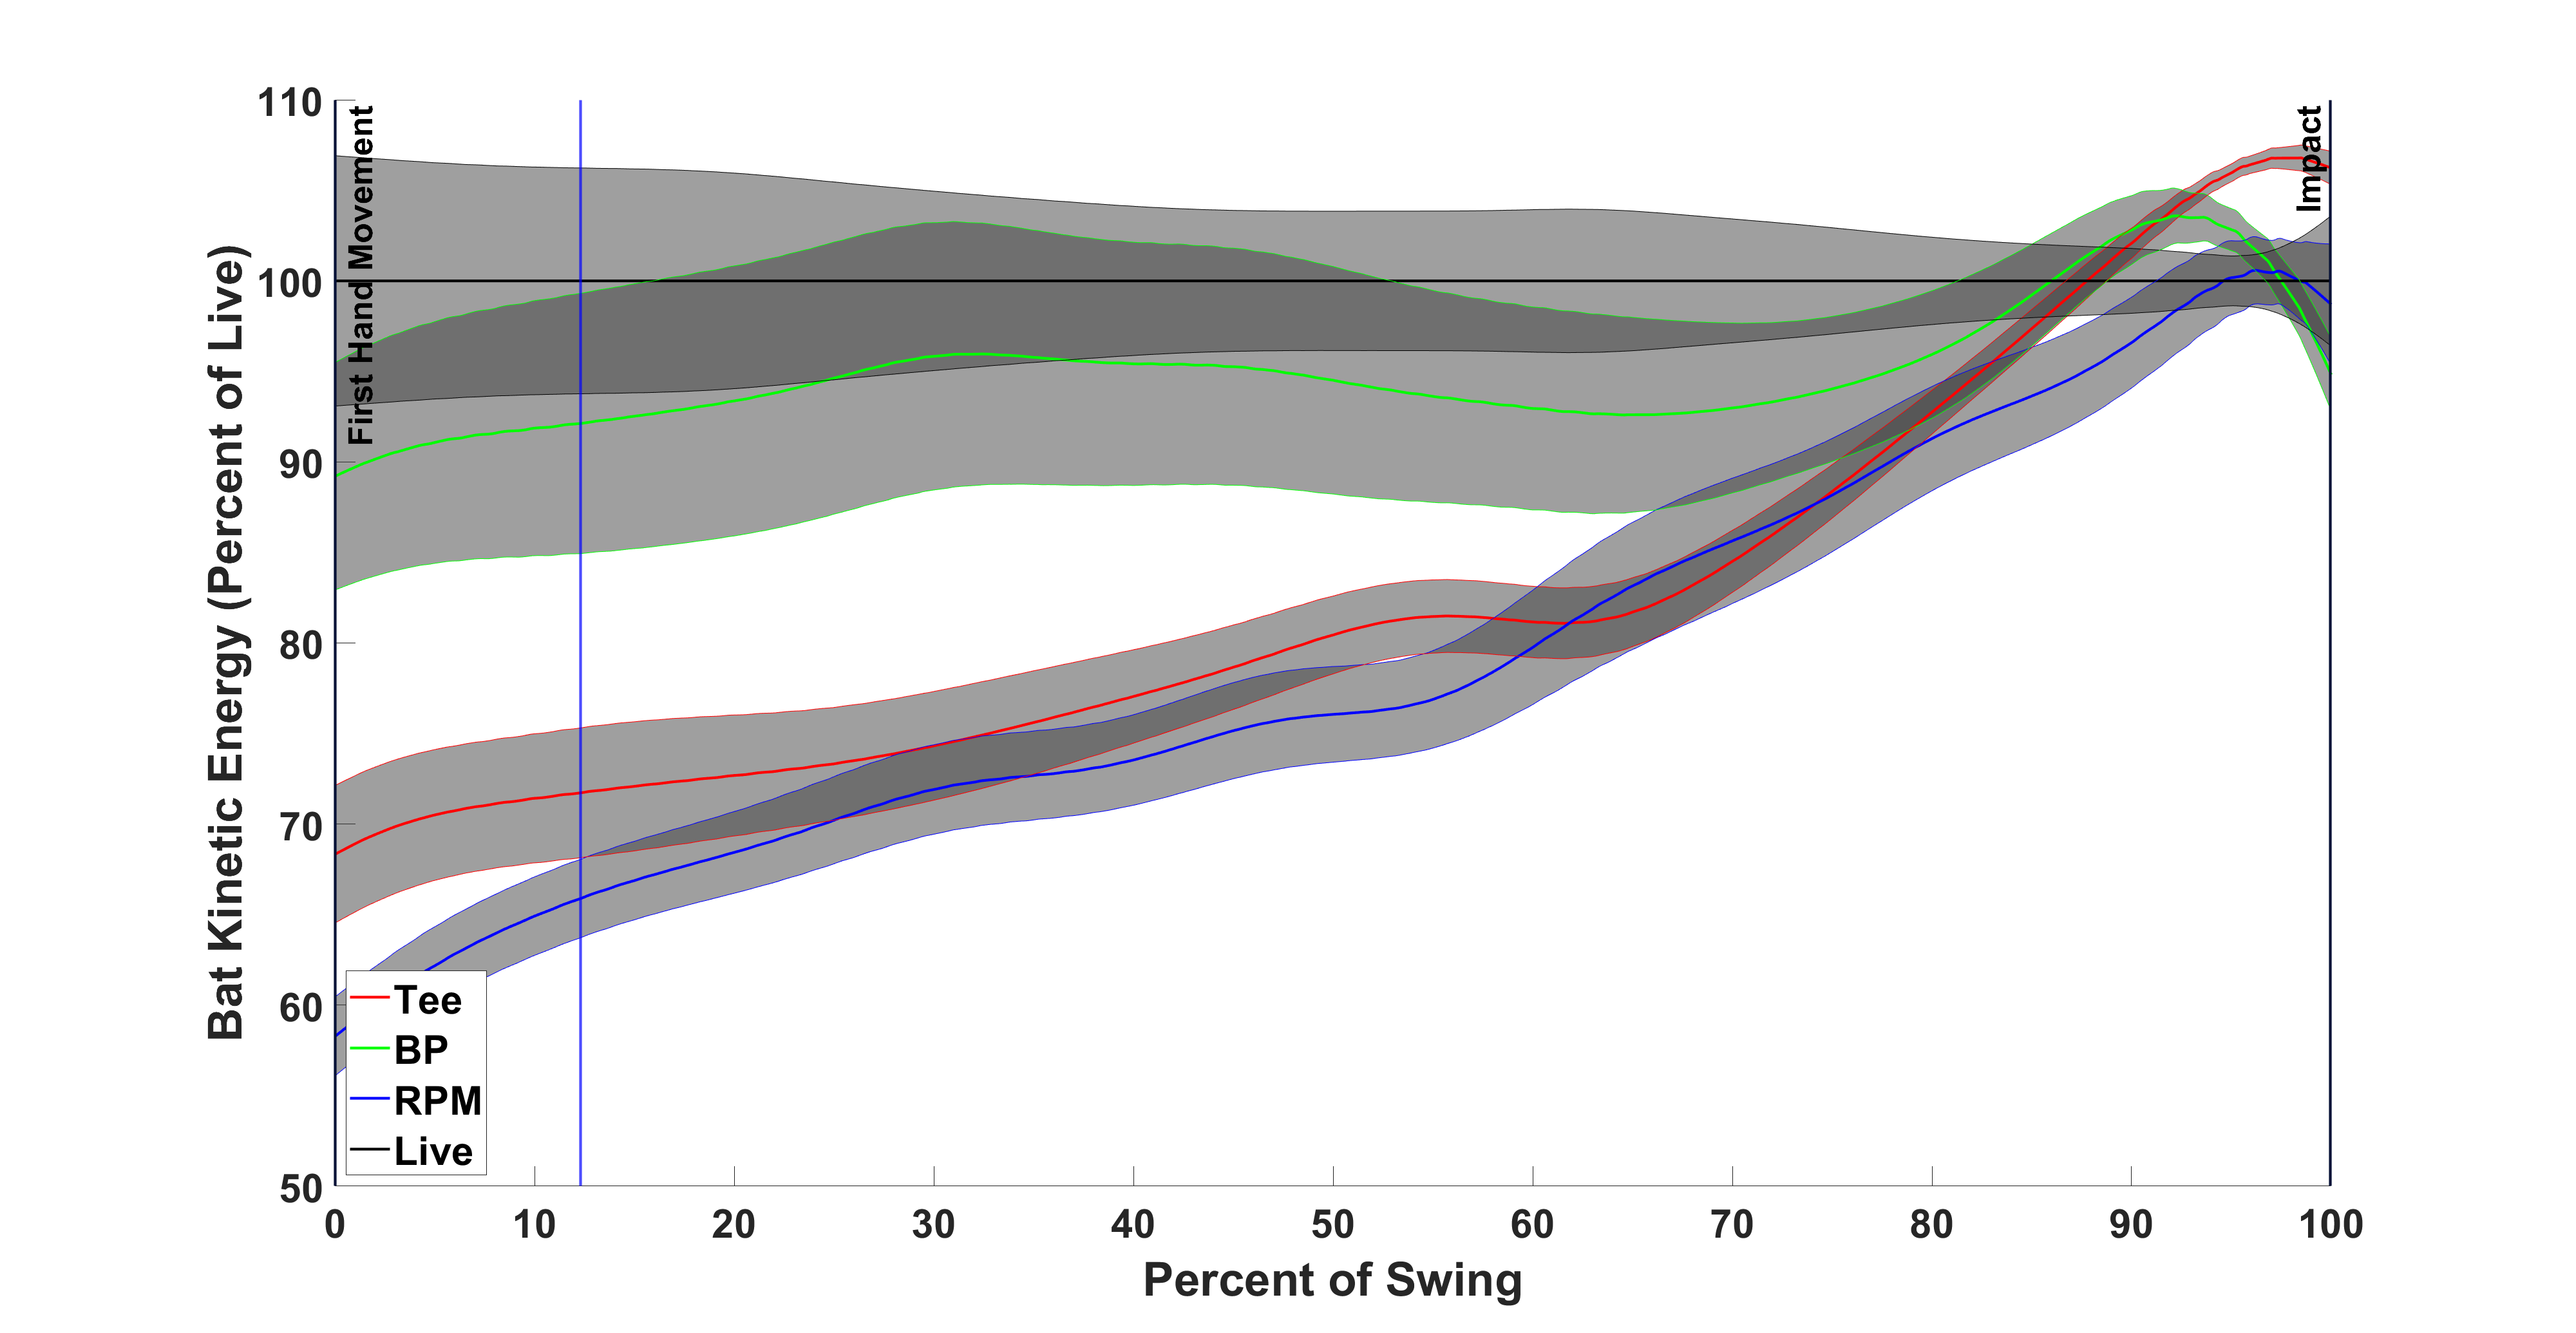 110
100
90
80
70
60
50
Bat Kinetic Energy (Percent of Live)
First Hand Movement
Impact
Tee
BP
RPM
Live
0 10 20 30 40 50 60 70 80 90 100
Percent of Swing